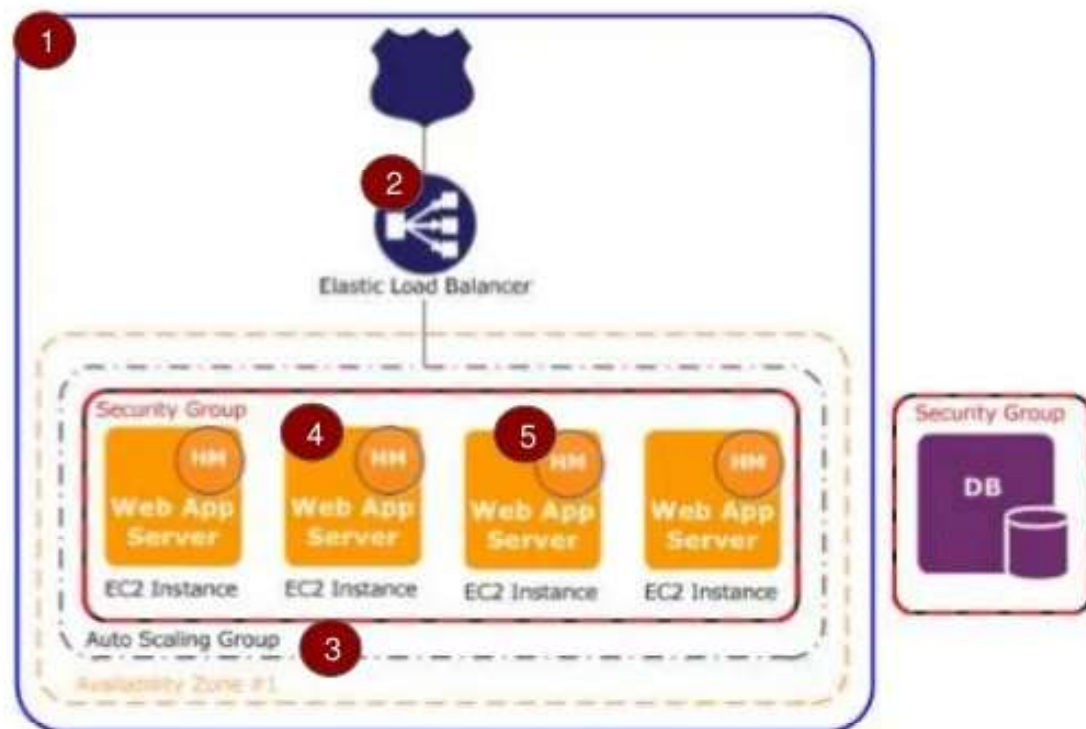 1
2
Elastic Load Balancer
Security Group
4
5
HM
HM
HM
HM
Web App
Server
Web App
Server
Web App
Server
Web App
Server
EC2 Instance
EC2 Instance
EC2 Instance
EC2 Instance
Auto Scaling Group
3
Availability Zone #1
Security Group
DB